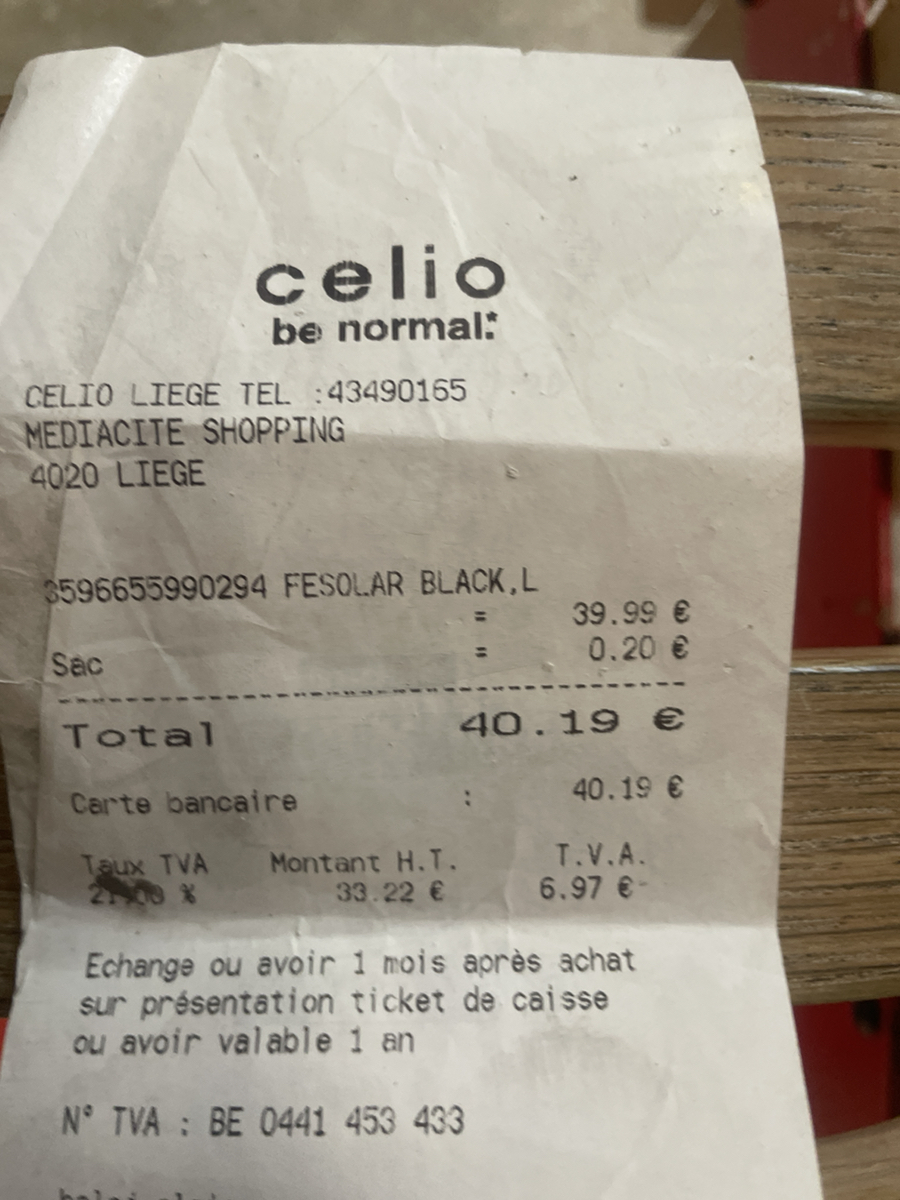 celio
be normal.*
CELIO LIEGE TEL :43490165
MEDIACITE SHOPPING
4020 LIEGE
3596655990294 FESOLAR BLACK,L
= 39.99 €
Sac = 0.20 €
Total 40.19 €
Carte bancaire : 40.19 €
Taux TVA Montant H.T. T.V.A.
% 33.22 € 6.97 €
Echange ou avoir 1 mois après achat
sur présentation ticket de caisse
ou avoir valable 1 an
N° TVA : BE 0441 453 433